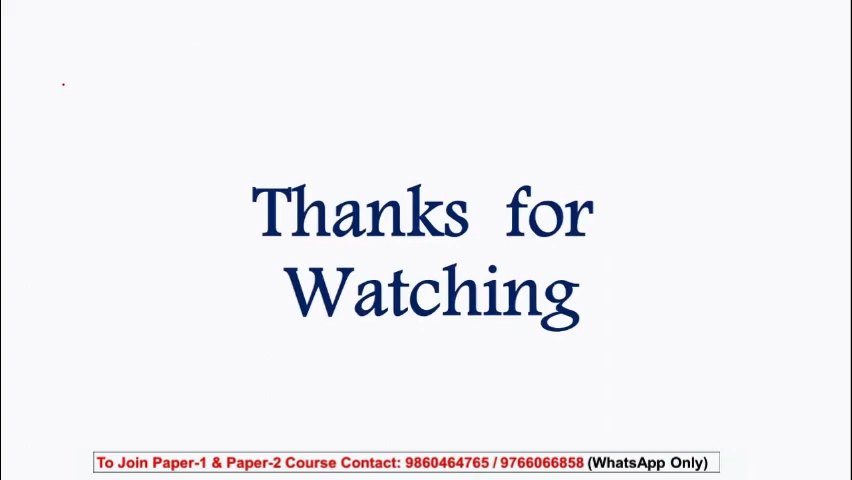 Thanks for
Watching
To Join Paper-1 & Paper-2 Course Contact: 9860464765 / 9766066858 (WhatsApp Only)